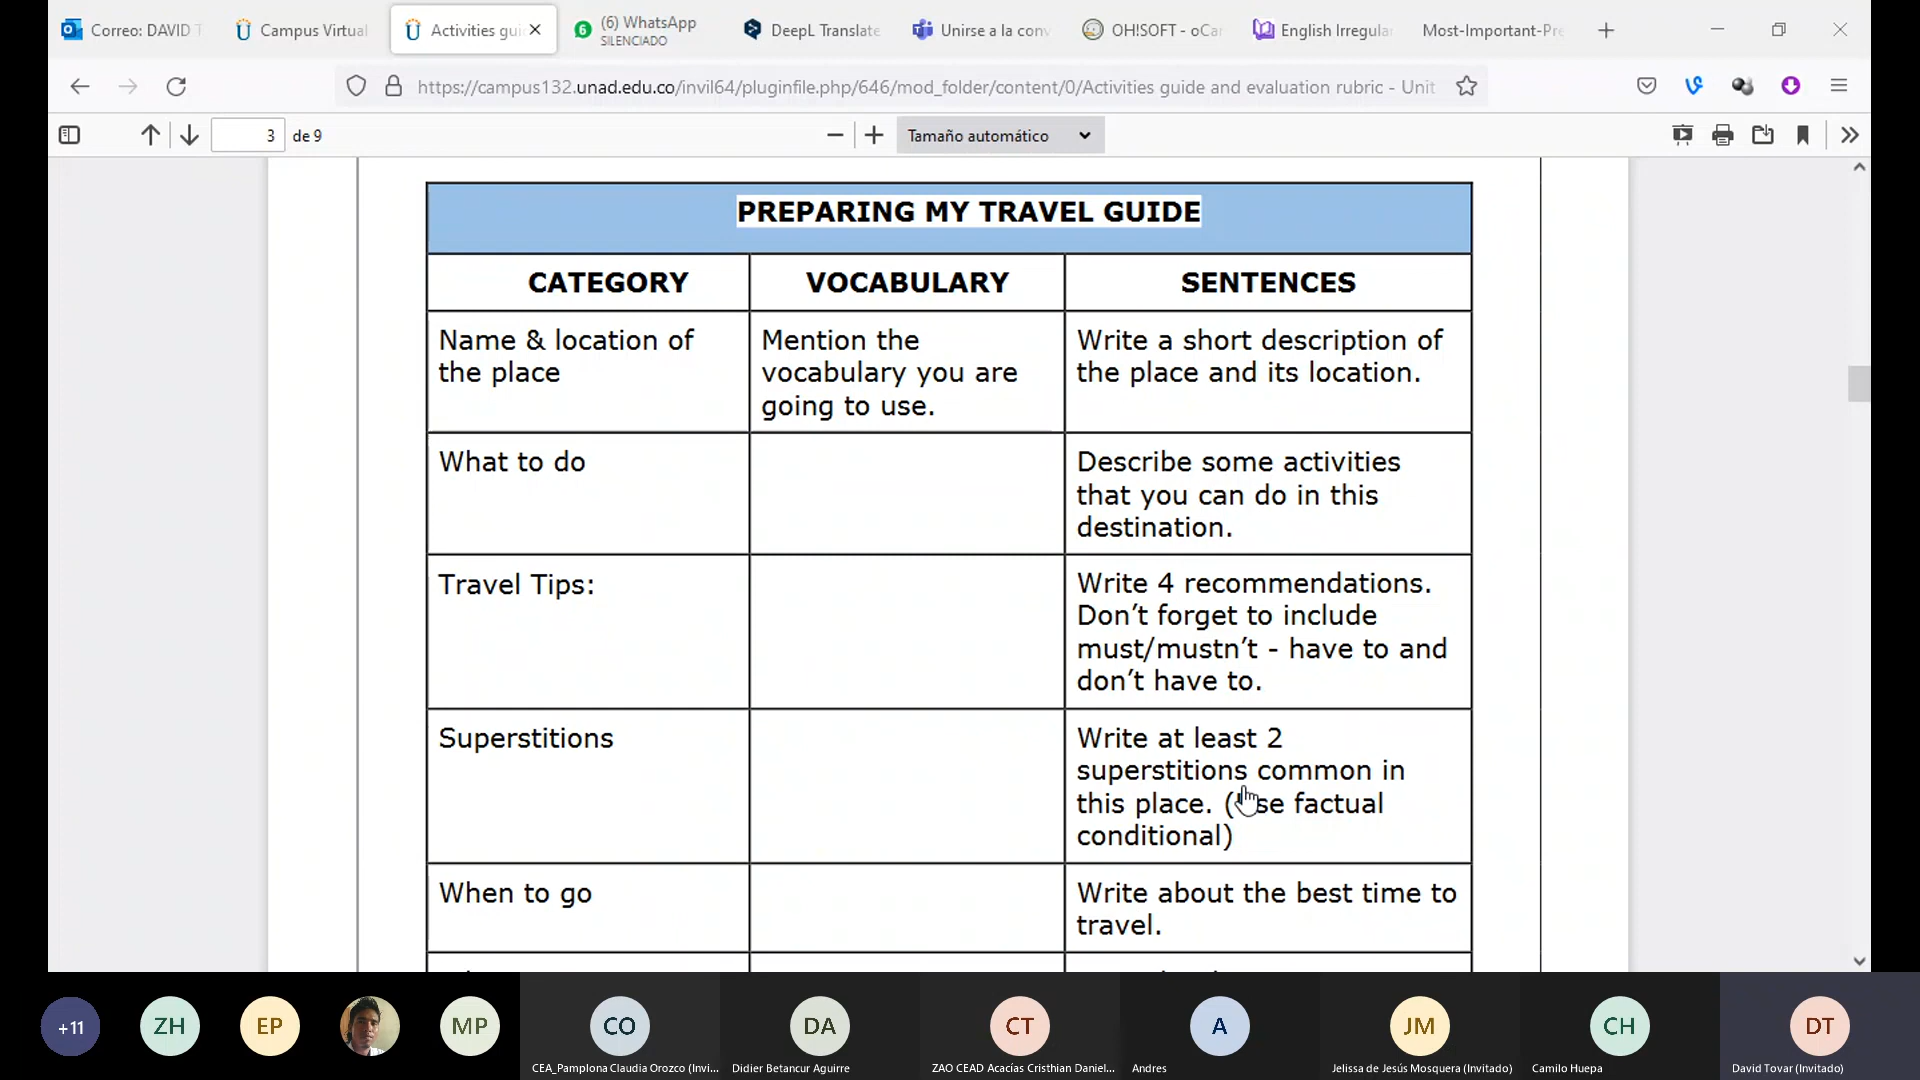 Correo: DAVID T
Campus Virtual
Activities gui
(6) WhatsApp
SILENCIADO
DeepL Translate
Unirse a la conv
OH!SOFT - oCar
English Irregular
Most-Important-Pre
https://campus132.unad.edu.co/invil64/pluginfile.php/646/mod_folder/content/0/Activities guide and evaluation rubric - Unit
3 de 9
Tamaño automático
PREPARING MY TRAVEL GUIDE
CATEGORY
VOCABULARY
SENTENCES
Name & location of
the place
Mention the
vocabulary you are
going to use.
Write a short description of
the place and its location.
What to do
Describe some activities
that you can do in this
destination.
Travel Tips:
Write 4 recommendations.
Don't forget to include
must/mustn't - have to and
don't have to.
Superstitions
Write at least 2
superstitions common in
this place. (Use factual
conditional)
When to go
Write about the best time to
travel.
+11
ZH
EP
MP
CO
DA
CT
A
JM
CH
DT
CEA_Pamplona Claudia Orozco (Invi...
Didier Betancur Aguirre
ZAO CEAD Acacías Cristhian Daniel...
Andres
Jelissa de Jesús Mosquera (Invitado)
Camilo Huepa
David Tovar (Invitado)